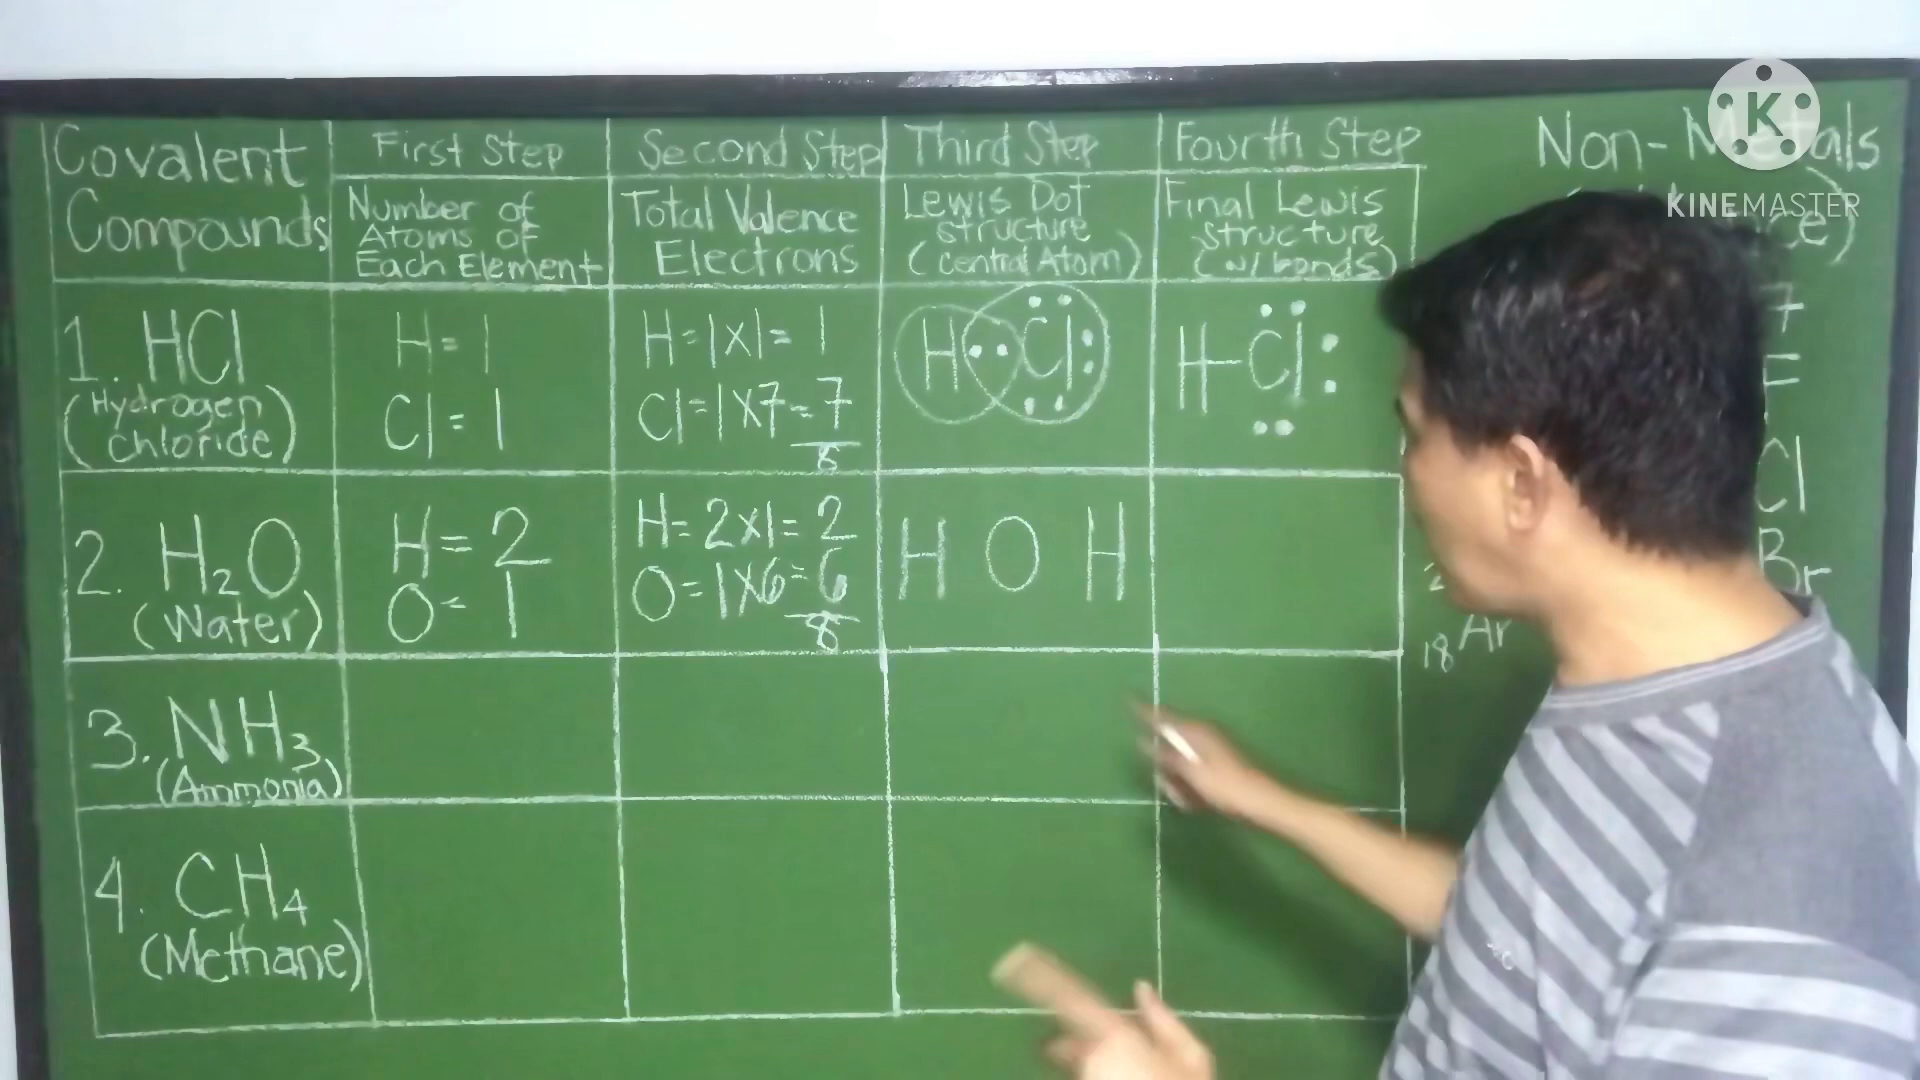 Covalent
Compounds
First Step
Number of
Atoms of
Each Element
Second Step
Total Valence
Electrons
Third Step
Lewis Dot
structure
(Central Atom)
Fourth Step
Final Lewis
structure
(w/ bonds)
1. HCl
(Hydrogen
chloride)
H = 1
Cl = 1
H = 1 x 1 = 1
Cl = 1 x 7 = 7
8
H : Cl
H - Cl
2. H₂O
(Water)
H = 2
O = 1
H = 2 x 1 = 2
O = 1 x 6 = 6
8
H O H
3. NH₃
(Ammonia)
4. CH₄
(Methane)
Non-Metals
7
F
Cl
Br
18 Ar
K
KINEMASTER